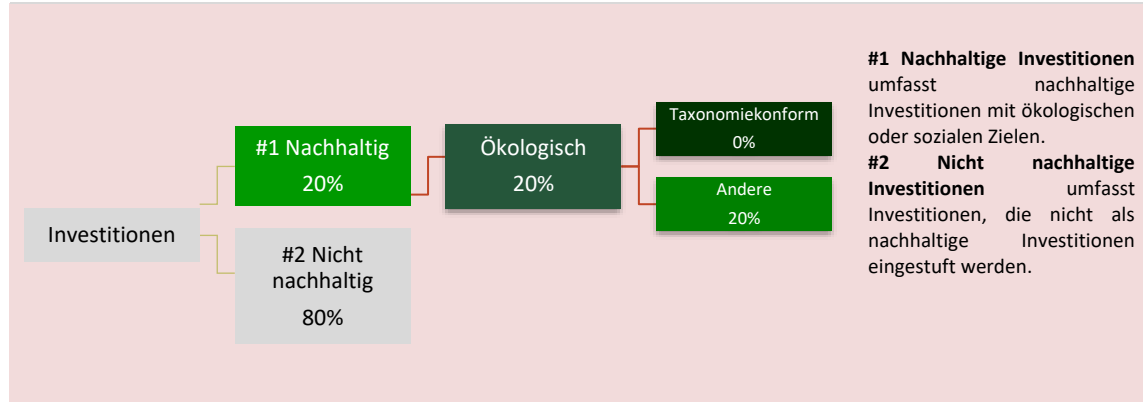 Investitionen
#1 Nachhaltig
20%
#2 Nicht
nachhaltig
80%
Ökologisch
20%
Taxonomiekonform
0%
Andere
20%
#1 Nachhaltige Investitionen
umfasst nachhaltige
Investitionen mit ökologischen
oder sozialen Zielen.
#2 Nicht nachhaltige
Investitionen umfasst
Investitionen, die nicht als
nachhaltige Investitionen
eingestuft werden.